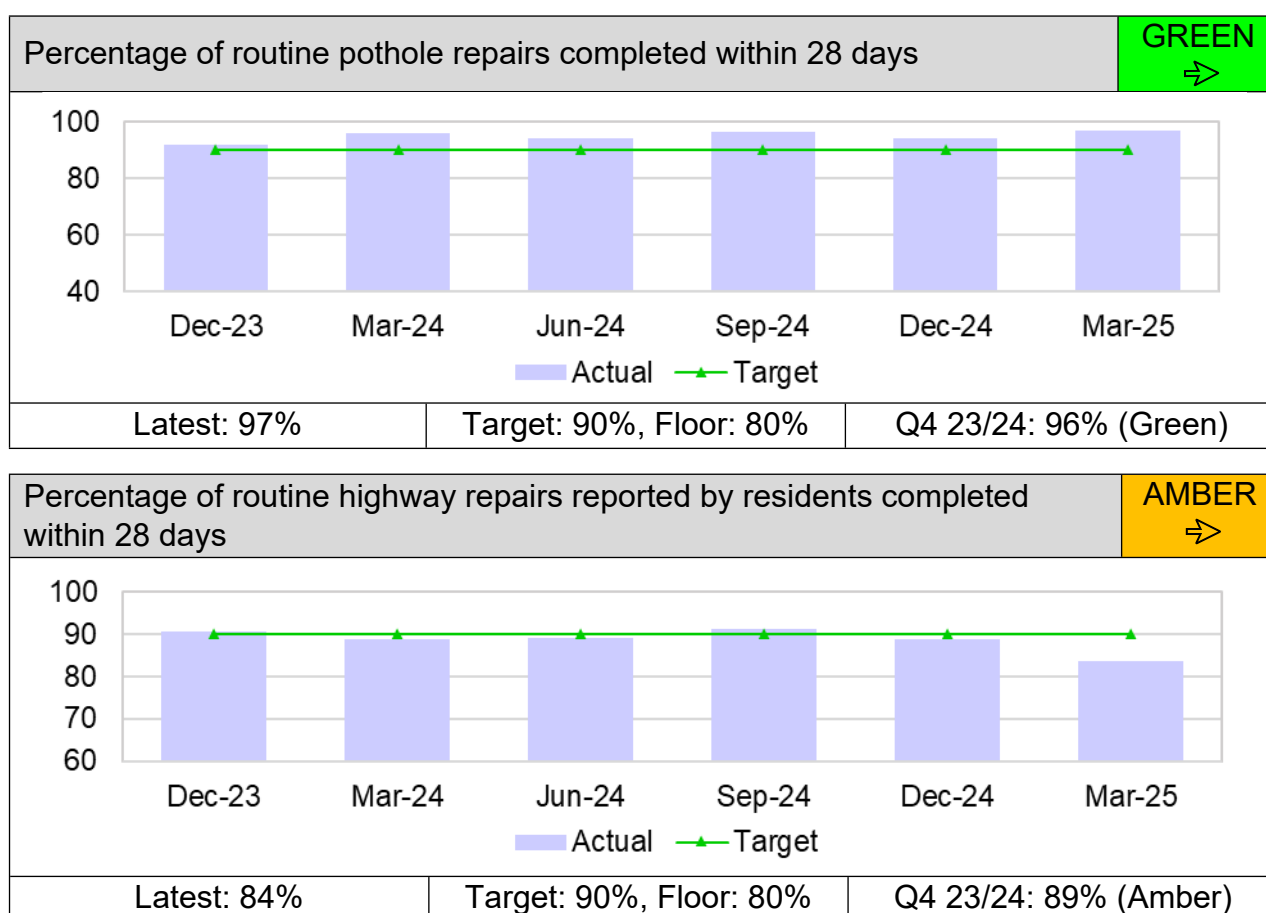 Percentage of routine pothole repairs completed within 28 days
GREEN
100
80
60
40
Dec-23 Mar-24 Jun-24 Sep-24 Dec-24 Mar-25
Actual Target
Latest: 97% Target: 90%, Floor: 80% Q4 23/24: 96% (Green)
Percentage of routine highway repairs reported by residents completed
within 28 days
AMBER
100
90
80
70
60
Dec-23 Mar-24 Jun-24 Sep-24 Dec-24 Mar-25
Actual Target
Latest: 84% Target: 90%, Floor: 80% Q4 23/24: 89% (Amber)